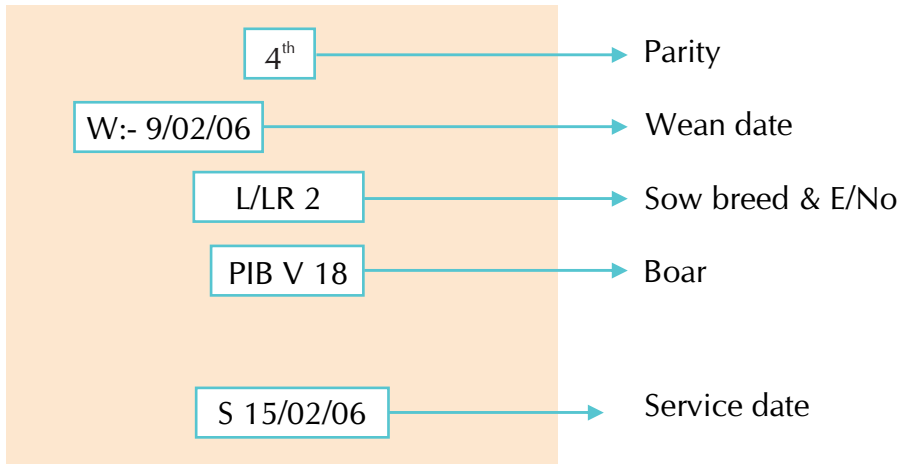 4th Parity
W:- 9/02/06 Wean date
L/LR 2 Sow breed & E/No
PIB V 18 Boar
S 15/02/06 Service date